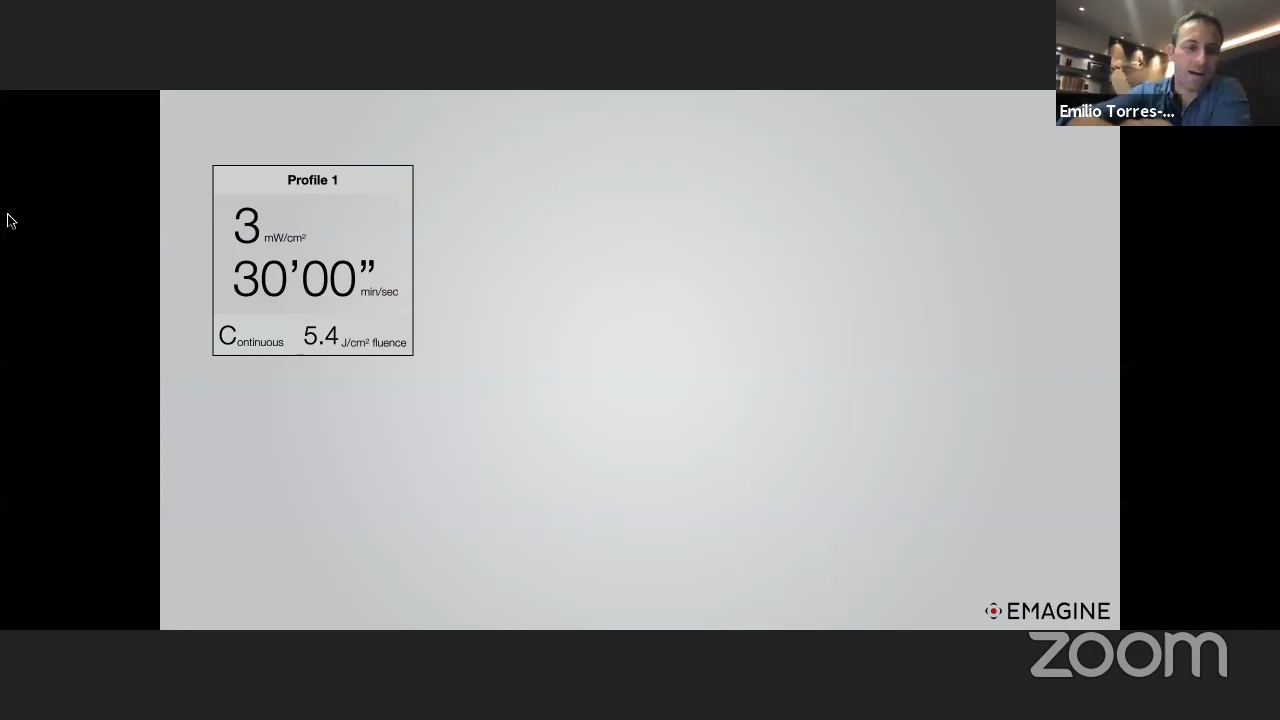 Emilio Torres-...
Profile 1
3 mW/cm²
30’00” min/sec
Continuous 5.4 J/cm² fluence
EMAGINE
zoom